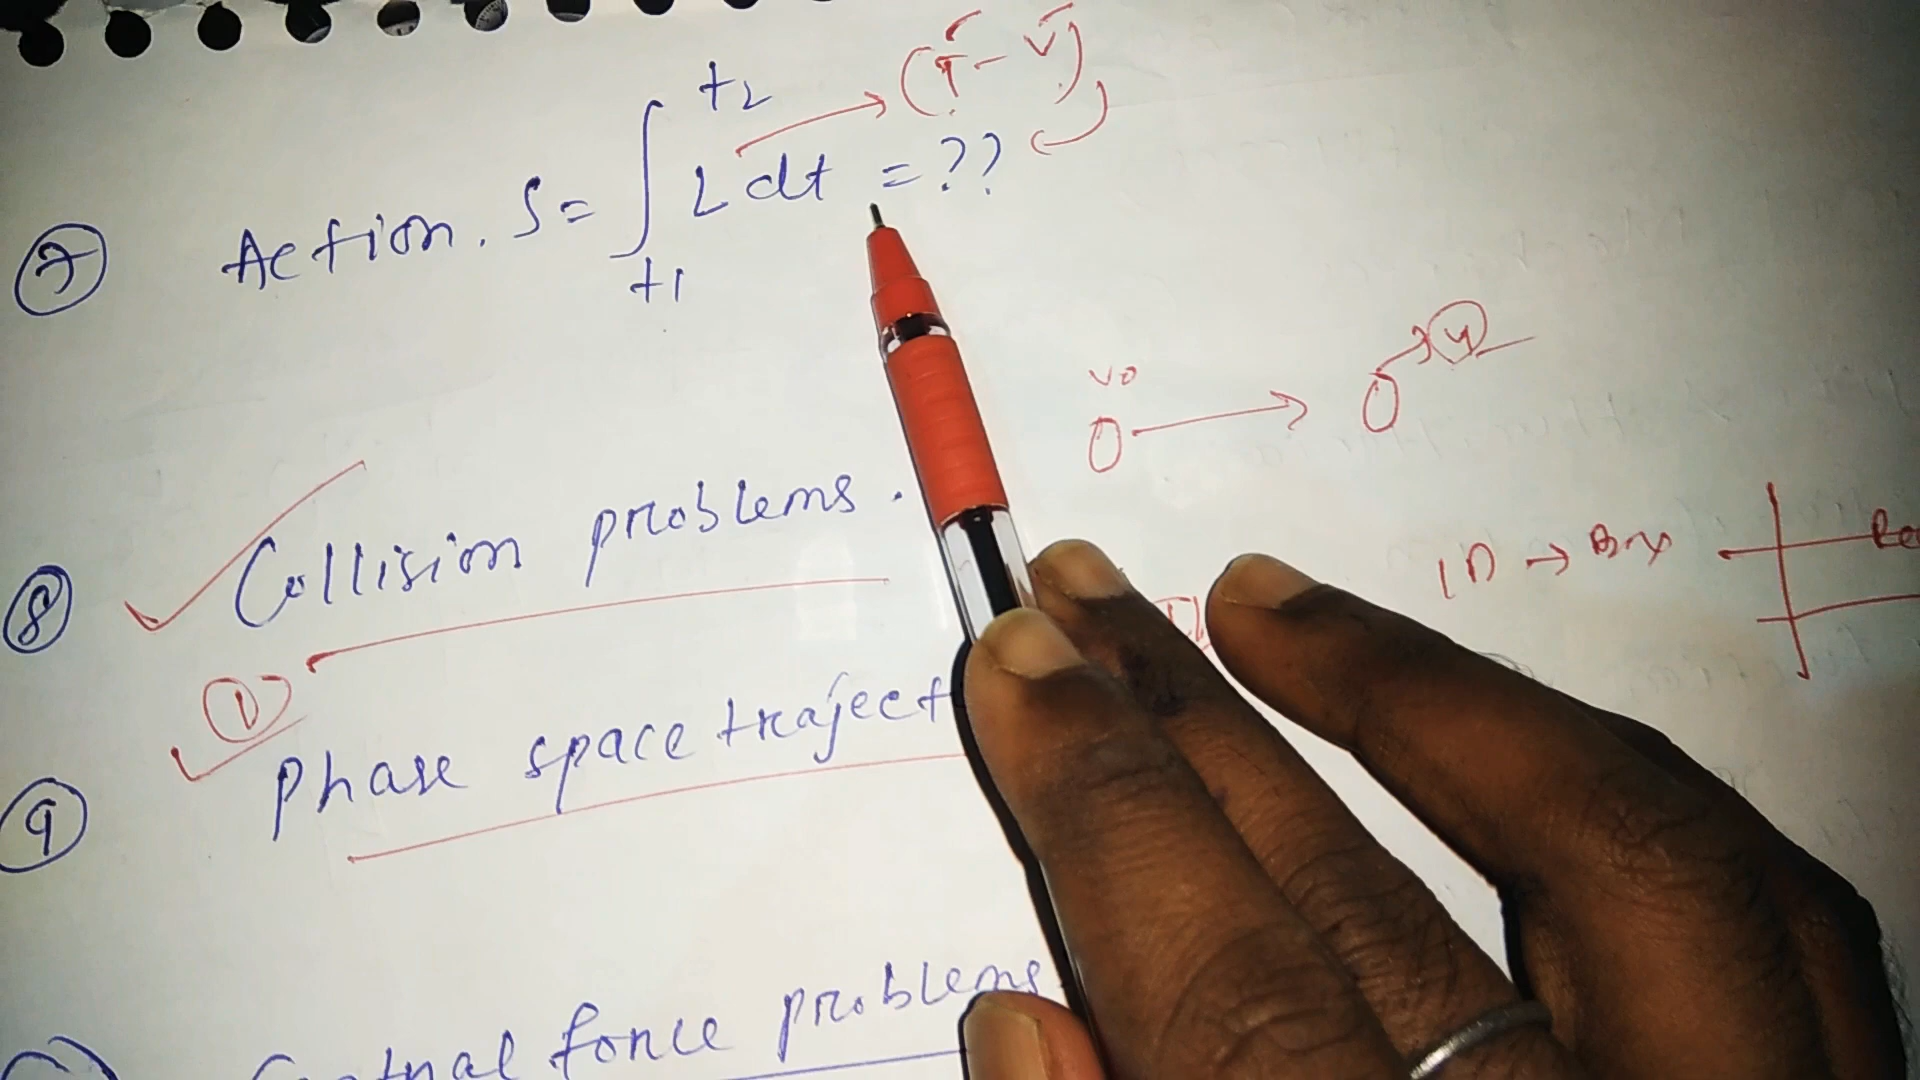 t2
(T - V)
⑦ Action. S = ∫ L dt = ??
t1
v0
⑧ Collision problems.
1D → Box
①
⑨ Phase space traject
force problems